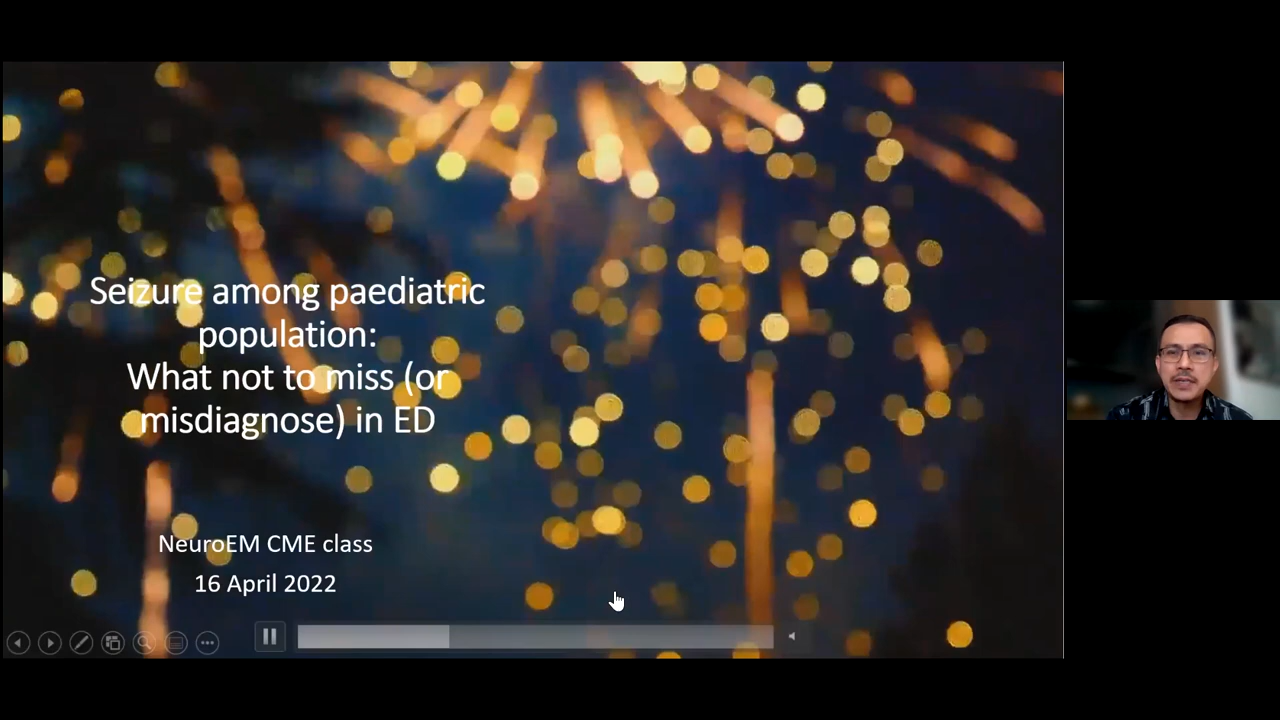 Seizure among paediatric
population:
What not to miss (or
misdiagnose) in ED
NeuroEM CME class
16 April 2022